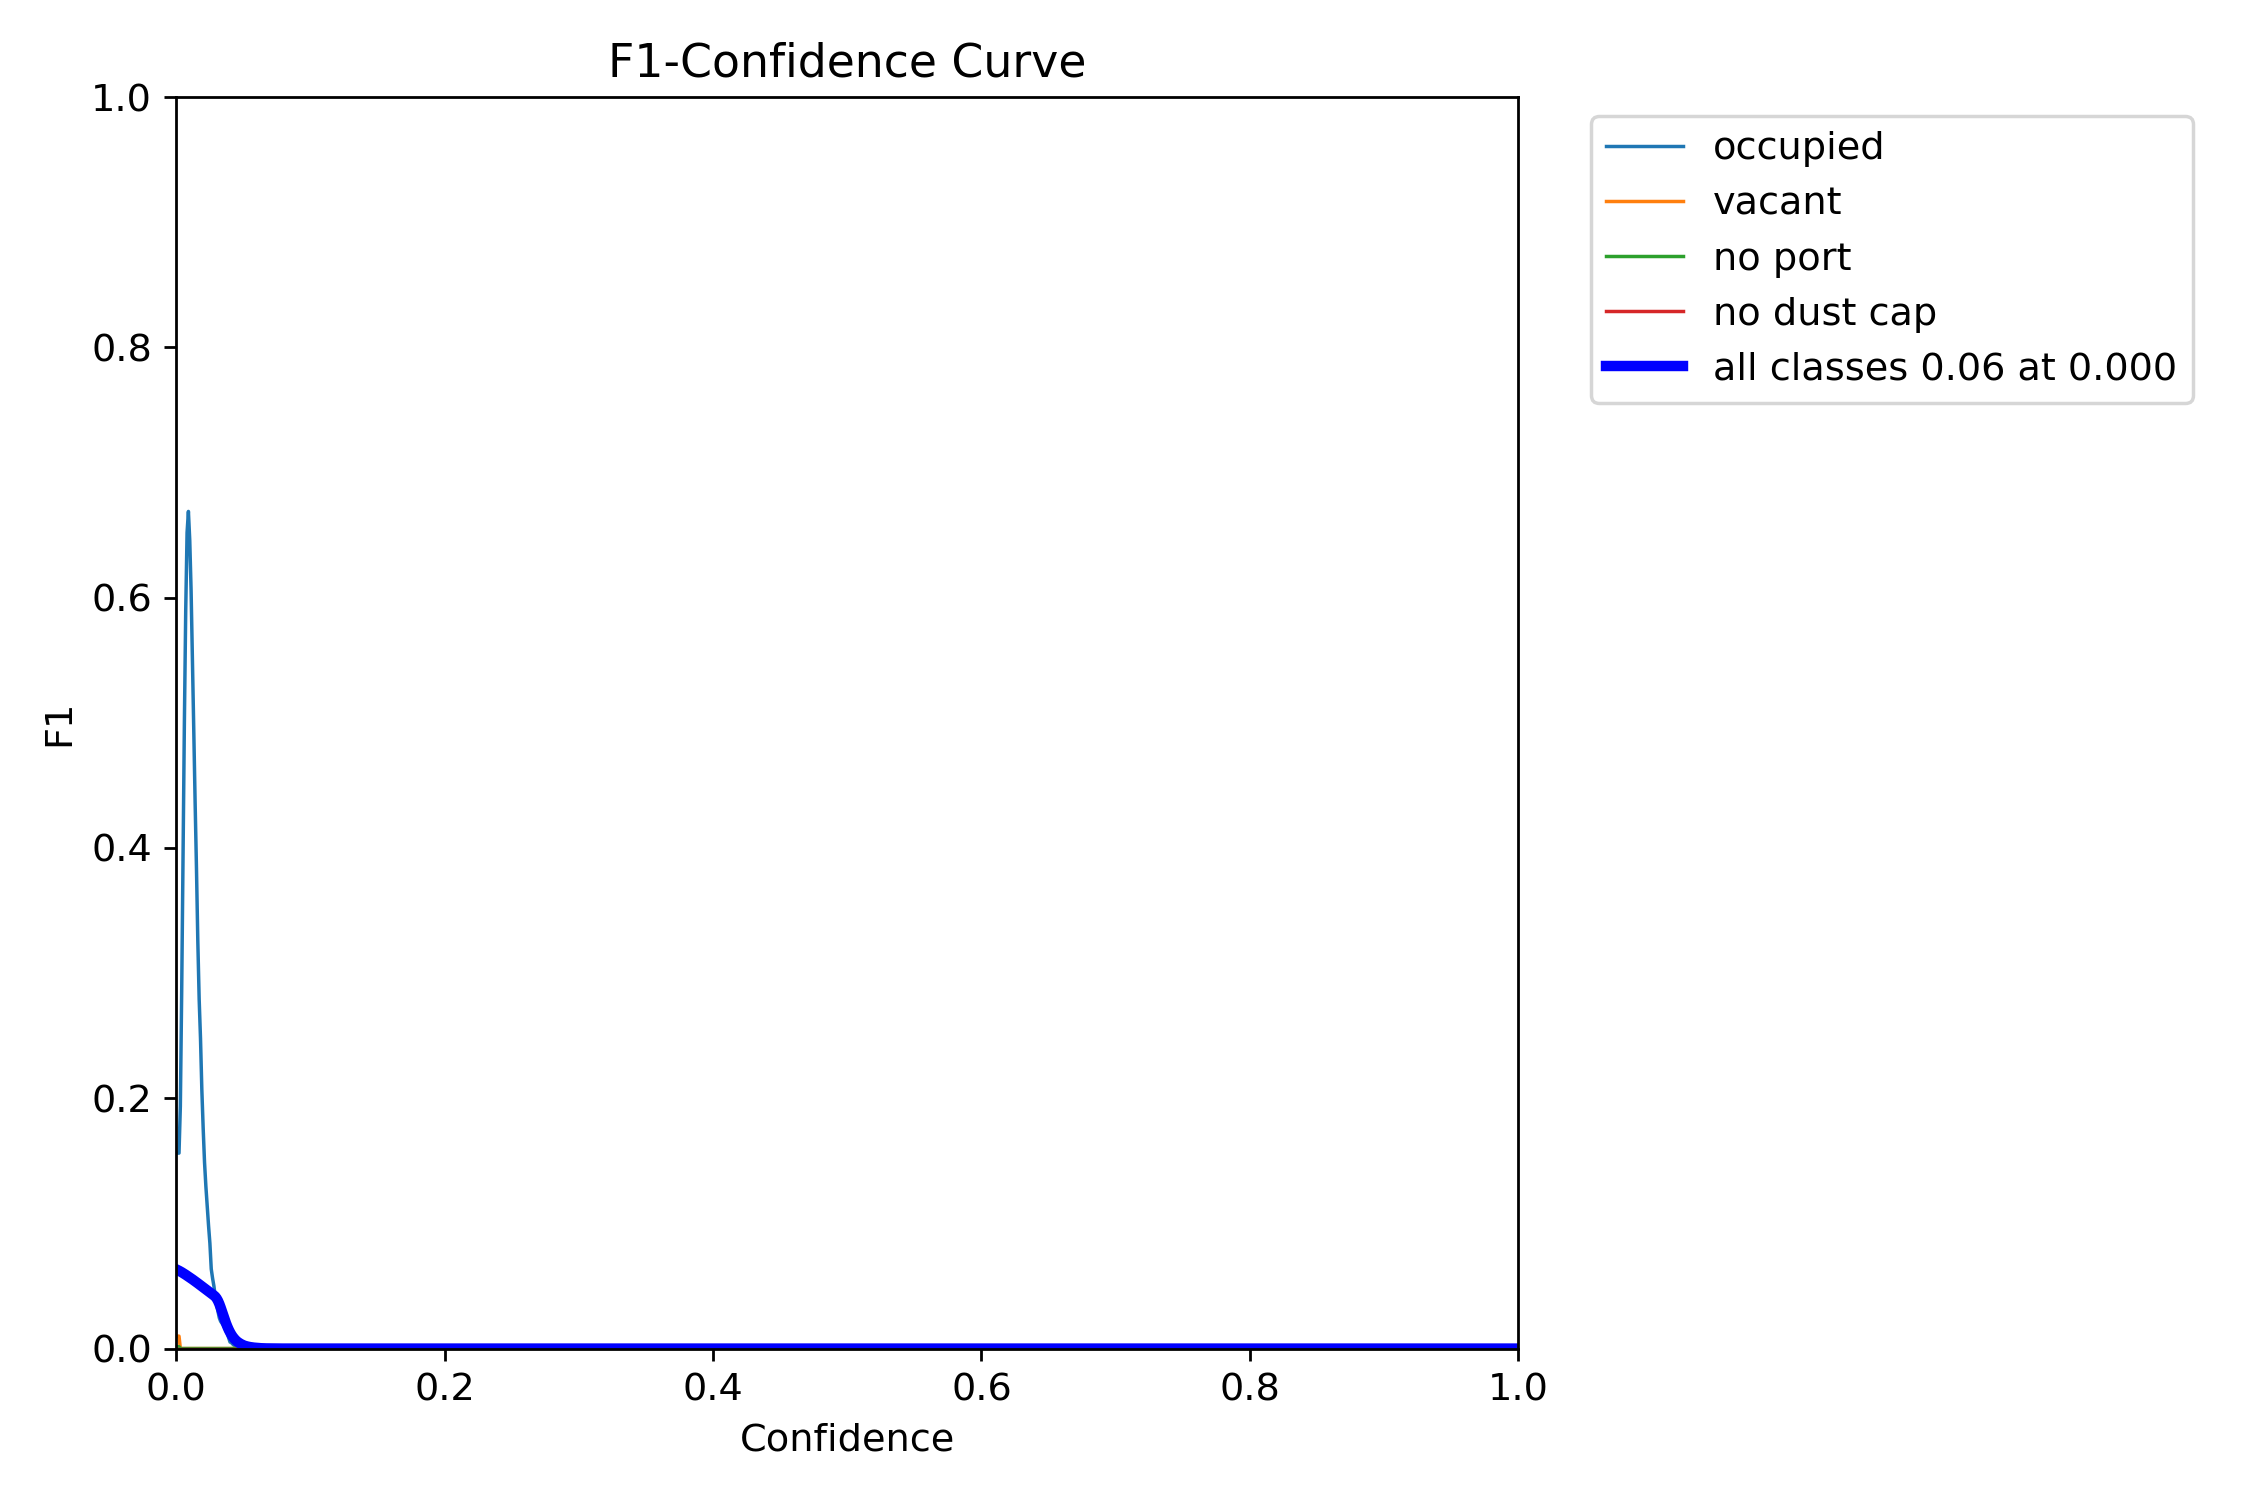 F1-Confidence Curve
1.0
0.8
0.6
0.4
0.2
0.0
F1
0.0 0.2 0.4 0.6 0.8 1.0
Confidence
occupied
vacant
no port
no dust cap
all classes 0.06 at 0.000